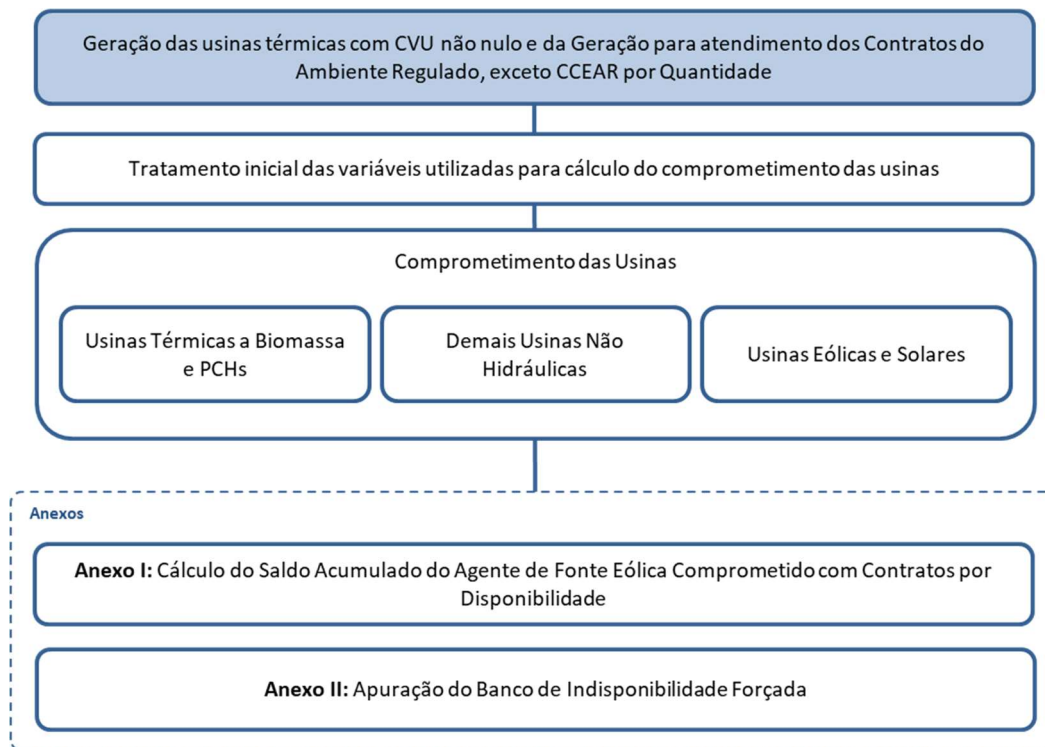 Geração das usinas térmicas com CVU não nulo e da Geração para atendimento dos Contratos do
Ambiente Regulado, exceto CCEAR por Quantidade
Tratamento inicial das variáveis utilizadas para cálculo do comprometimento das usinas
Comprometimento das Usinas
Usinas Térmicas a Biomassa
e PCHs
Demais Usinas Não
Hidráulicas
Usinas Eólicas e Solares
Anexos
Anexo I: Cálculo do Saldo Acumulado do Agente de Fonte Eólica Comprometido com Contratos por
Disponibilidade
Anexo II: Apuração do Banco de Indisponibilidade Forçada